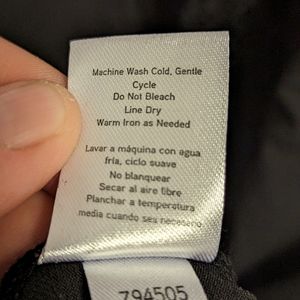 Machine Wash Cold, Gentle
Cycle
Do Not Bleach
Line Dry
Warm Iron as Needed
Lavar a máquina con agua
fría, ciclo suave
No blanquear
Secar al aire libre
Planchar a temperatura
media cuando sea necesario
794505